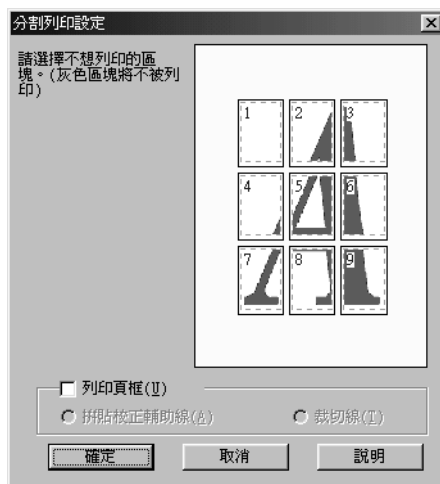 分割列印設定
請選擇不想列印的區
塊。(灰色區塊將不被列
印)
1 2 3
4 5 6
7 8 9
列印頁框(U)
拼貼校正輔助線(A) 裁切線(T)
確定 取消 說明